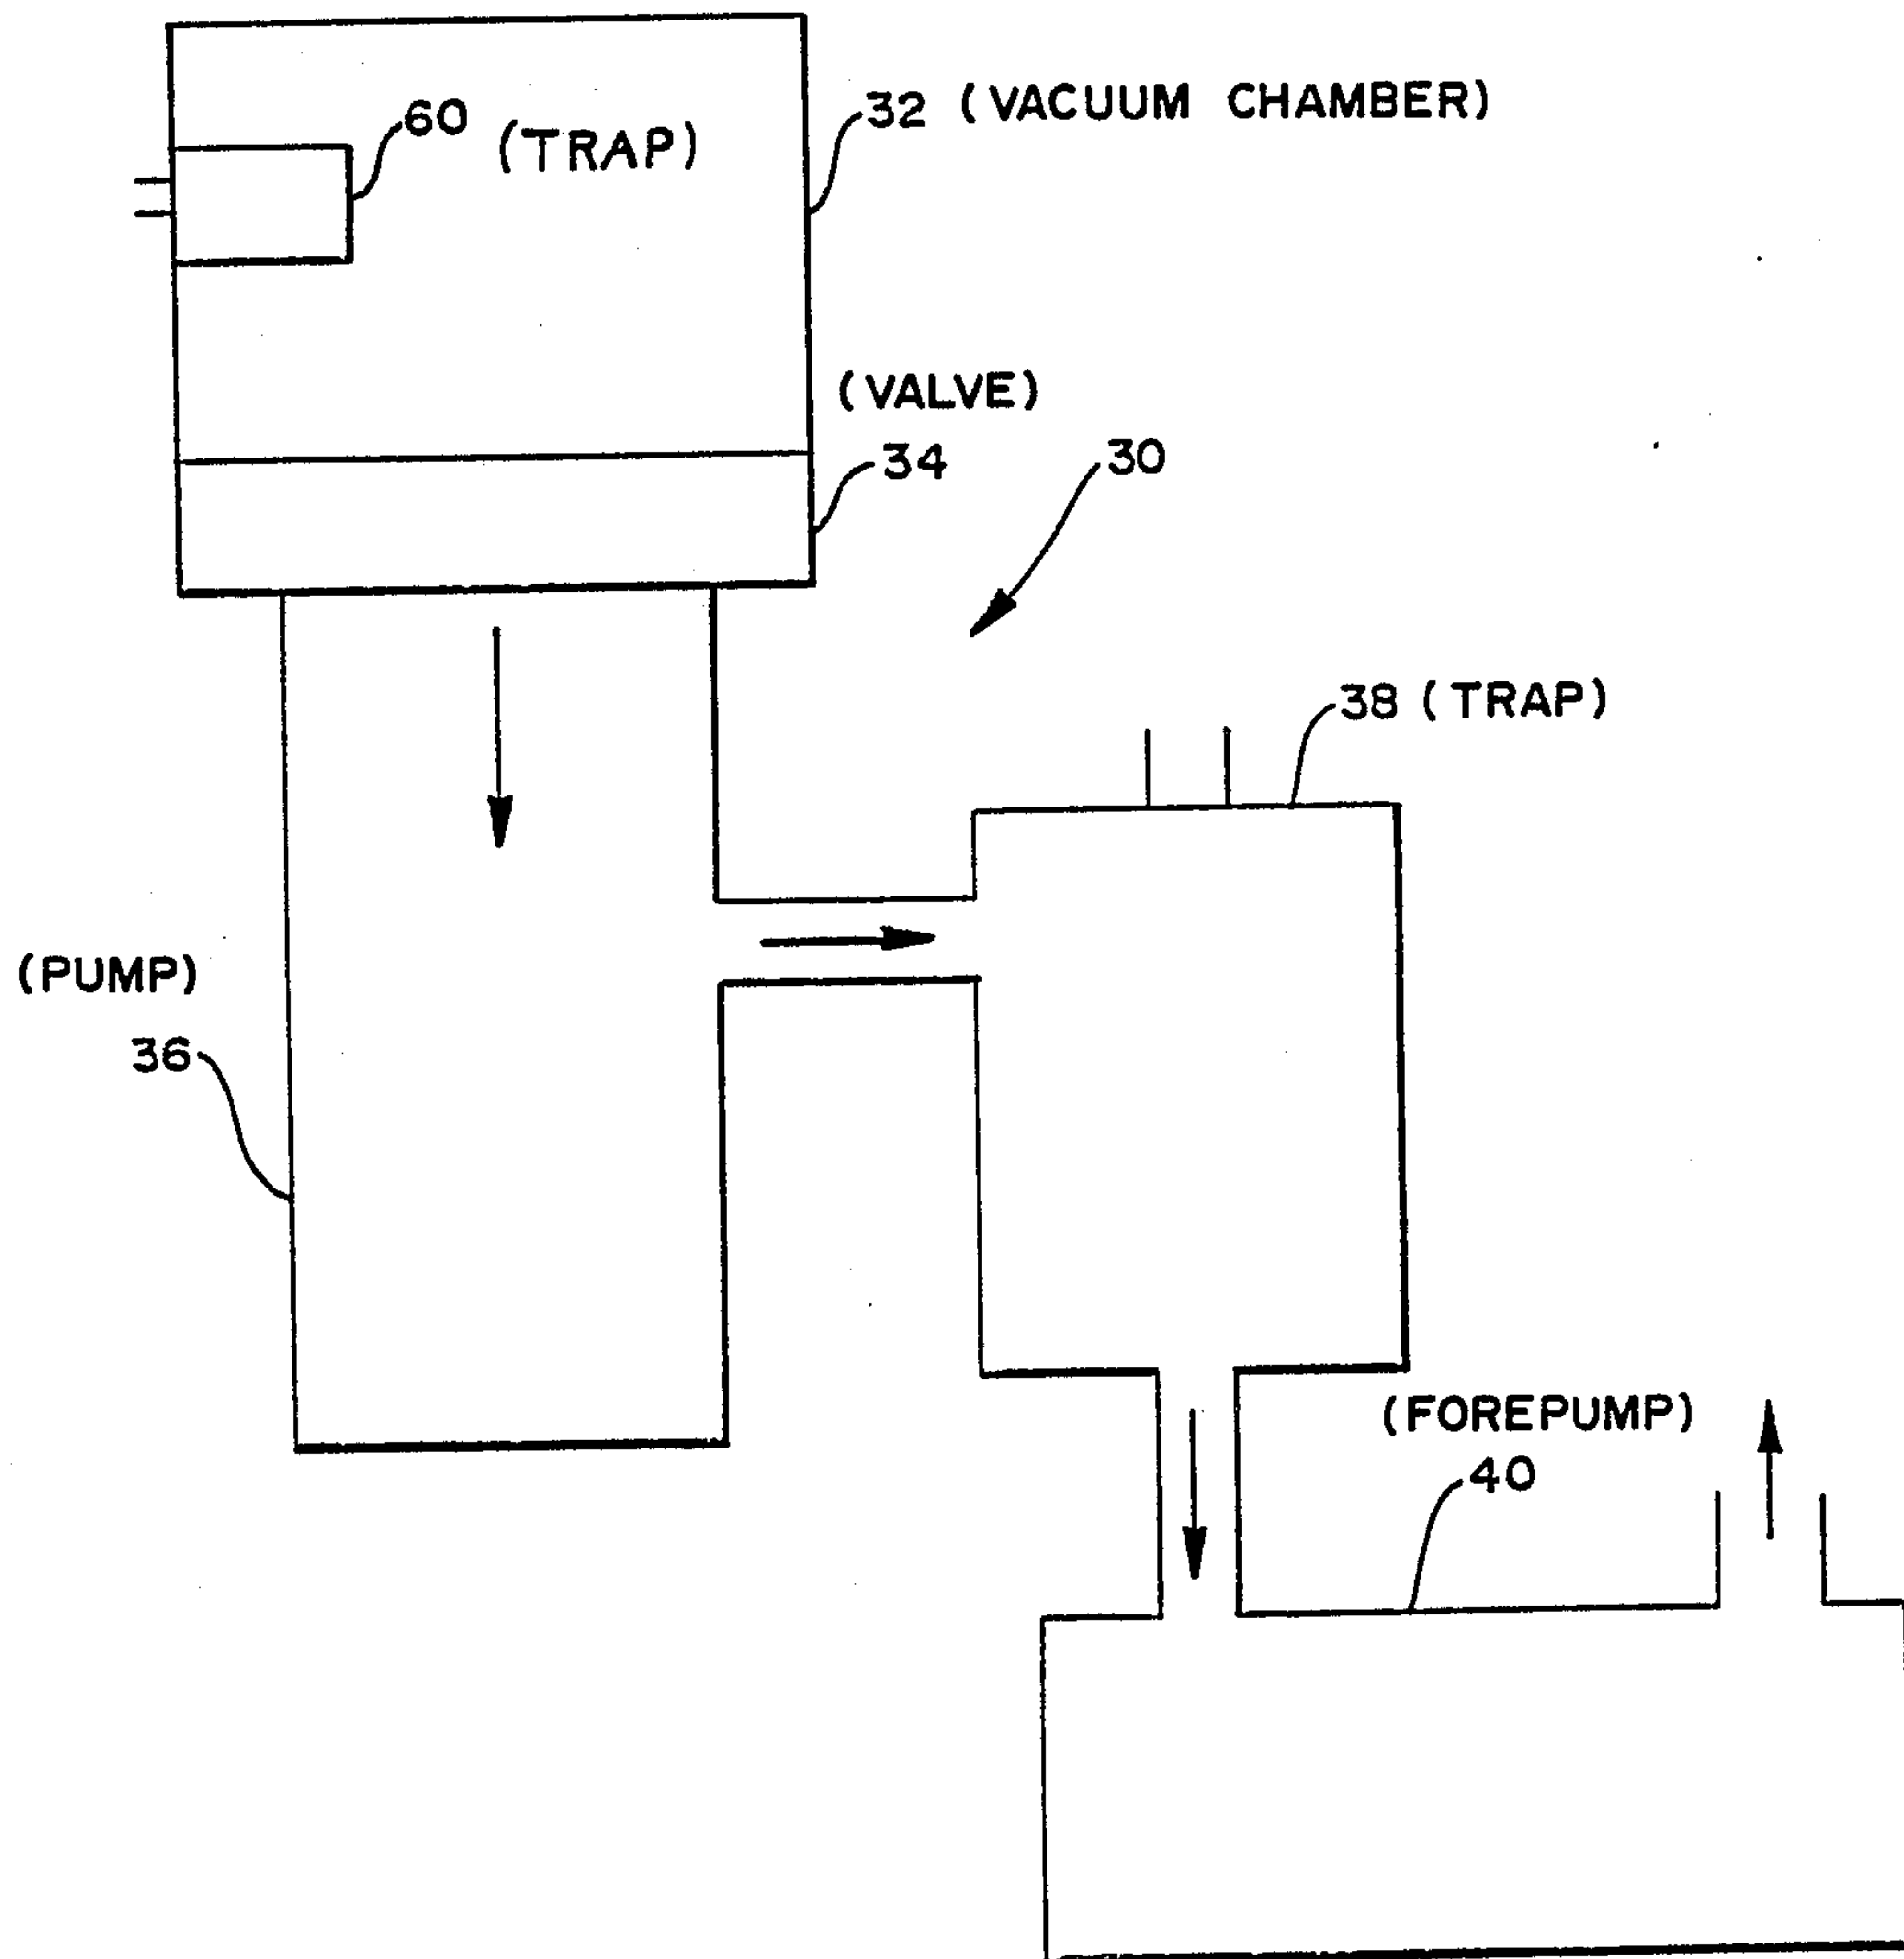 60 (TRAP)
32 (VACUUM CHAMBER)
(VALVE)
34
30
38 (TRAP)
(PUMP)
36
(FOREPUMP)
40